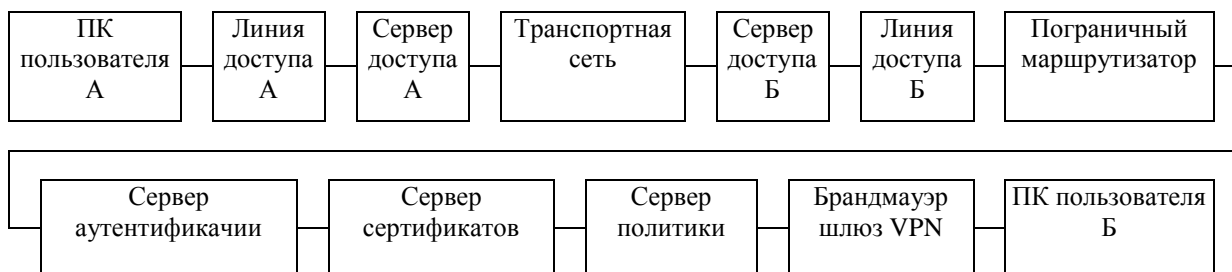 ПК
пользователя
А
Линия
доступа
А
Сервер
доступа
А
Транспортная
сеть
Сервер
доступа
Б
Линия
доступа
Б
Пограничный
маршрутизатор
Сервер
аутентификачии
Сервер
сертификатов
Сервер
политики
Брандмауэр
шлюз VPN
ПК пользователя
Б